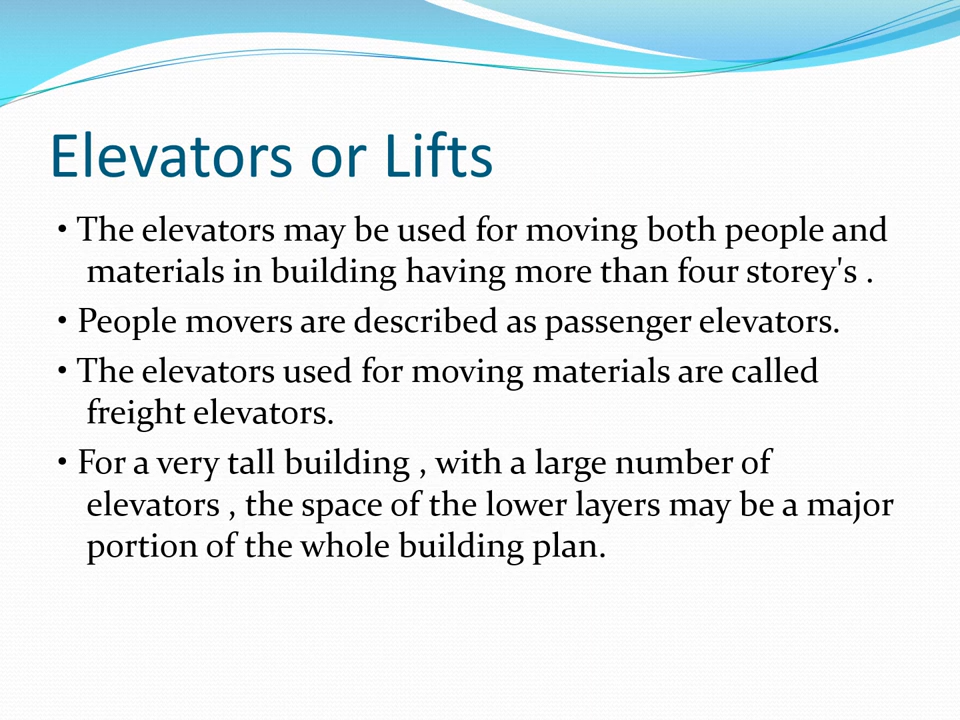 Elevators or Lifts
• The elevators may be used for moving both people and
materials in building having more than four storey's .
• People movers are described as passenger elevators.
• The elevators used for moving materials are called
freight elevators.
• For a very tall building , with a large number of
elevators , the space of the lower layers may be a major
portion of the whole building plan.